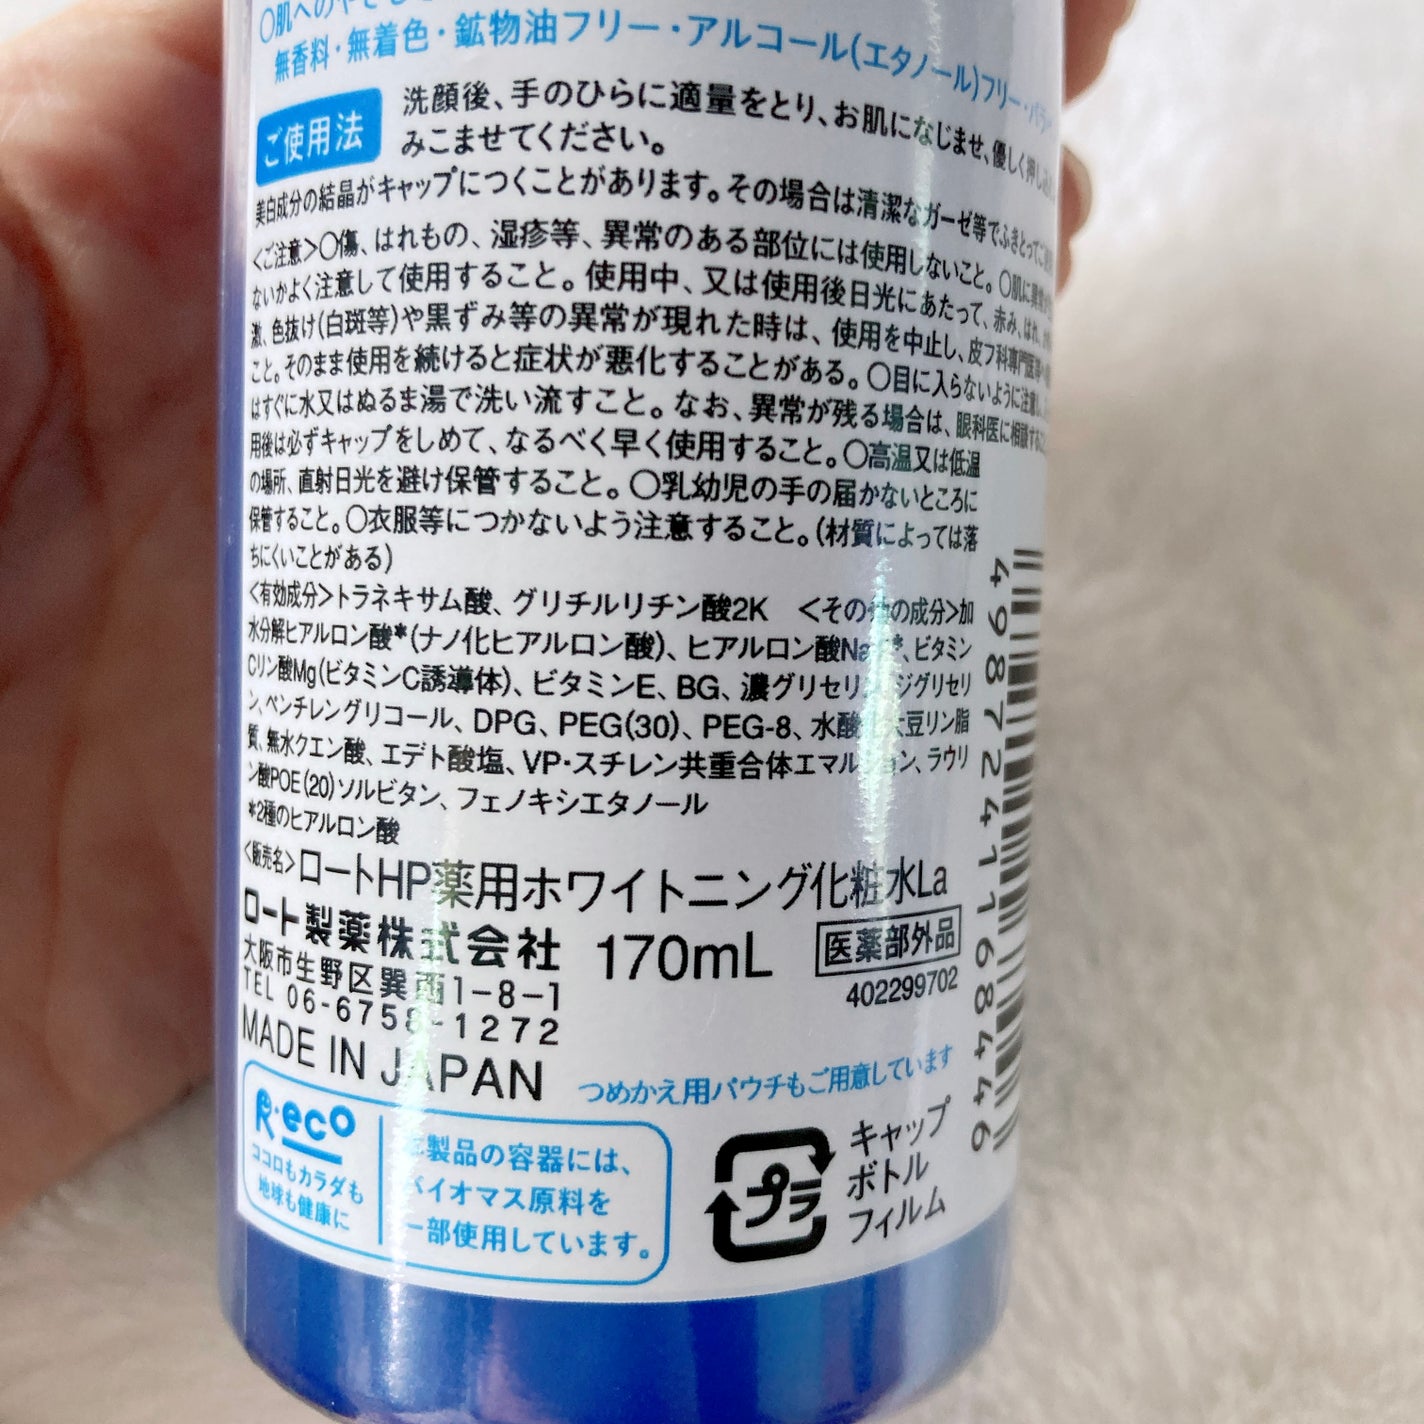 〇肌へのやさし
無香料・無着色・鉱物油フリー・アルコール(エタノール)フリー・パラ
ご使用法
洗顔後、手のひらに適量をとり、お肌になじませ、優しく押し込
みこませてください。
美白成分の結晶がキャップにつくことがあります。その場合は清潔なガーゼ等でふきとってご
<ご注意>〇傷、はれもの、湿疹等、異常のある部位には使用しないこと。〇肌に異常が
ないかよく注意して使用すること。使用中、又は使用後日光にあたって、赤み、はれ、
激、色抜け(白斑等)や黒ずみ等の異常が現れた時は、使用を中止し、皮フ科専門医
こと。そのまま使用を続けると症状が悪化することがある。〇目に入らないように注意し、
はすぐに水又はぬるま湯で洗い流すこと。なお、異常が残る場合は、眼科医に相談する
用後は必ずキャップをしめて、なるべく早く使用すること。〇高温又は低温
の場所、直射日光を避け保管すること。〇乳幼児の手の届かないところに
保管すること。〇衣服等につかないよう注意すること。(材質によっては落
ちにくいことがある)
<有効成分>トラネキサム酸、グリチルリチン酸2K <その他の成分>加
水分解ヒアルロン酸*(ナノ化ヒアルロン酸)、ヒアルロン酸Na *、ビタミン
Cリン酸Mg(ビタミンC誘導体)、ビタミンE、BG、濃グリセリン、ジグリセリ
ン、ペンチレングリコール、DPG、PEG(30)、PEG-8、水酸化大豆リン脂
質、無水クエン酸、エデト酸塩、VP・スチレン共重合体エマルション、ラウリ
ン酸POE(20)ソルビタン、フェノキシエタノール
*2種のヒアルロン酸
<販売名>ロートHP薬用ホワイトニング化粧水La
ロート製薬株式会社
170mL
医薬部外品
大阪市生野区巽西1-8-1
TEL 06-6758-1272
402299702
MADE IN JAPAN
つめかえ用パウチもご用意しています
R・eco
ココロもカラダも
地球も健康に
本製品の容器には、
バイオマス原料を
一部使用しています。
プラ
キャップ
ボトル
フィルム
4987241168446